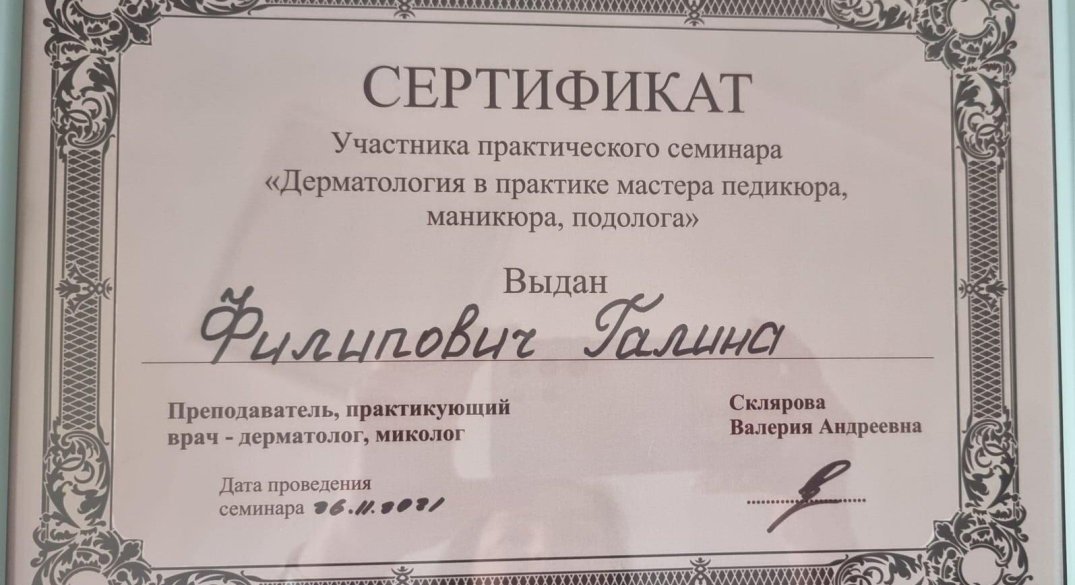 СЕРТИФИКАТ
Участника практического семинара
«Дерматология в практике мастера педикюра,
маникюра, подолога»
Выдан
Филипович Галина
Преподаватель, практикующий
врач - дерматолог, миколог
Склярова
Валерия Андреевна
Дата проведения
семинара 26.11.2021